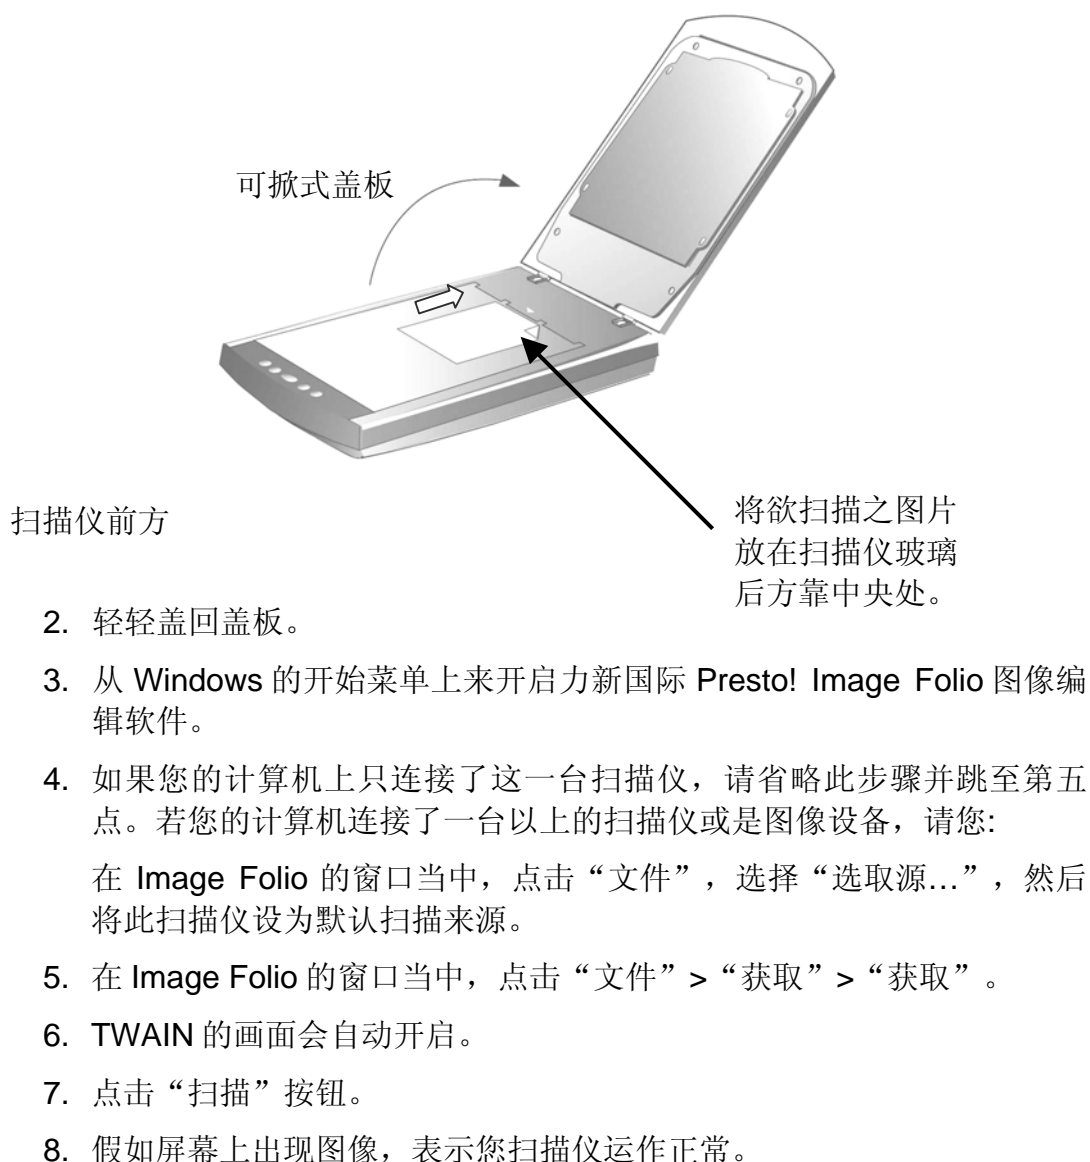 可掀式盖板
扫描仪前方
将欲扫描之图片
放在扫描仪玻璃
后方靠中央处。
2. 轻轻盖回盖板。
3. 从 Windows 的开始菜单上来开启力新国际 Presto! Image Folio 图像编
辑软件。
4. 如果您的计算机上只连接了这一台扫描仪，请省略此步骤并跳至第五
点。若您的计算机连接了一台以上的扫描仪或是图像设备，请您:
在 Image Folio 的窗口当中，点击“文件”，选择“选取源…”，然后
将此扫描仪设为默认扫描来源。
5. 在 Image Folio 的窗口当中，点击“文件”>“获取”>“获取”。
6. TWAIN 的画面会自动开启。
7. 点击“扫描”按钮。
8. 假如屏幕上出现图像，表示您扫描仪运作正常。